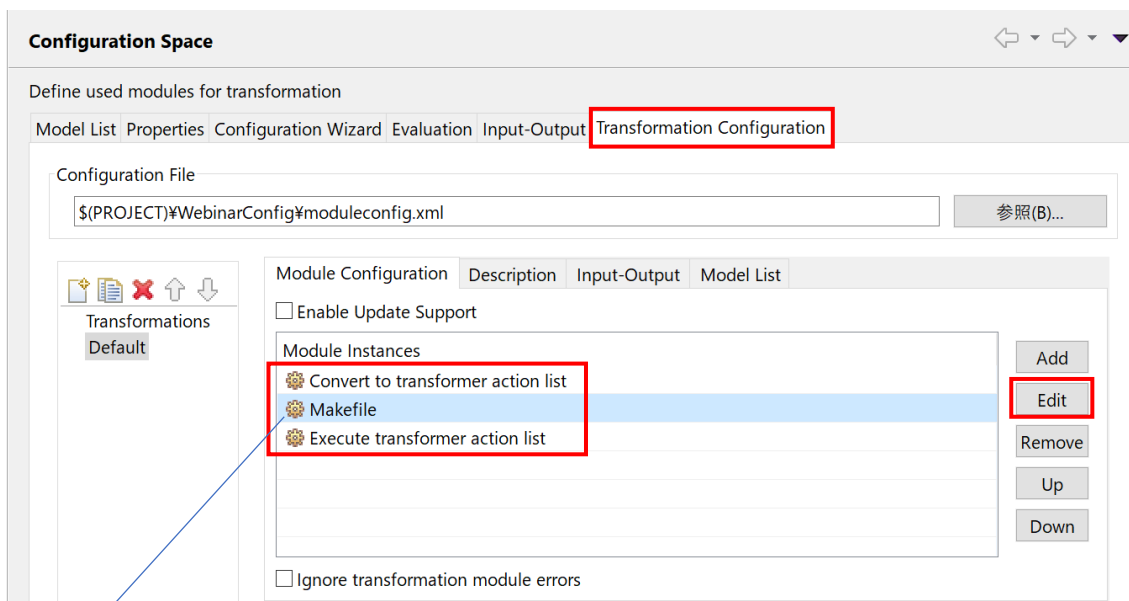 Configuration Space
Define used modules for transformation
Model List Properties Configuration Wizard Evaluation Input-Output Transformation Configuration
Configuration File
$(PROJECT)¥WebinarConfig¥moduleconfig.xml 参照(B)...
Transformations
Default
Module Configuration Description Input-Output Model List
Enable Update Support
Module Instances
Convert to transformer action list
Makefile
Execute transformer action list
Add
Edit
Remove
Up
Down
Ignore transformation module errors